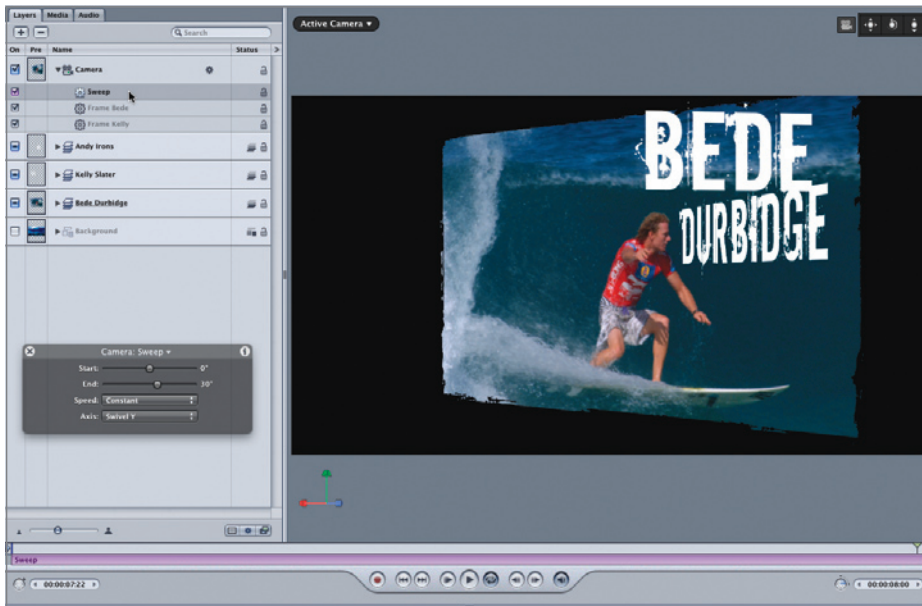 Layers Media Audio
Search
On Pre Name Status
Camera
Sweep
Frame Bede
Frame Kelly
Andy Irons
Kelly Slater
Bede_Durbidge
Background
Camera: Sweep
Start: 0°
End: 30°
Speed: Constant
Axis: Swivel Y
Active Camera
BEDE
DURBIDGE
Sweep
00:00:07:22
00:00:08:00